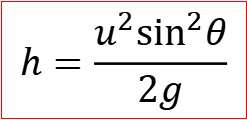 h = u²sin²θ / 2g